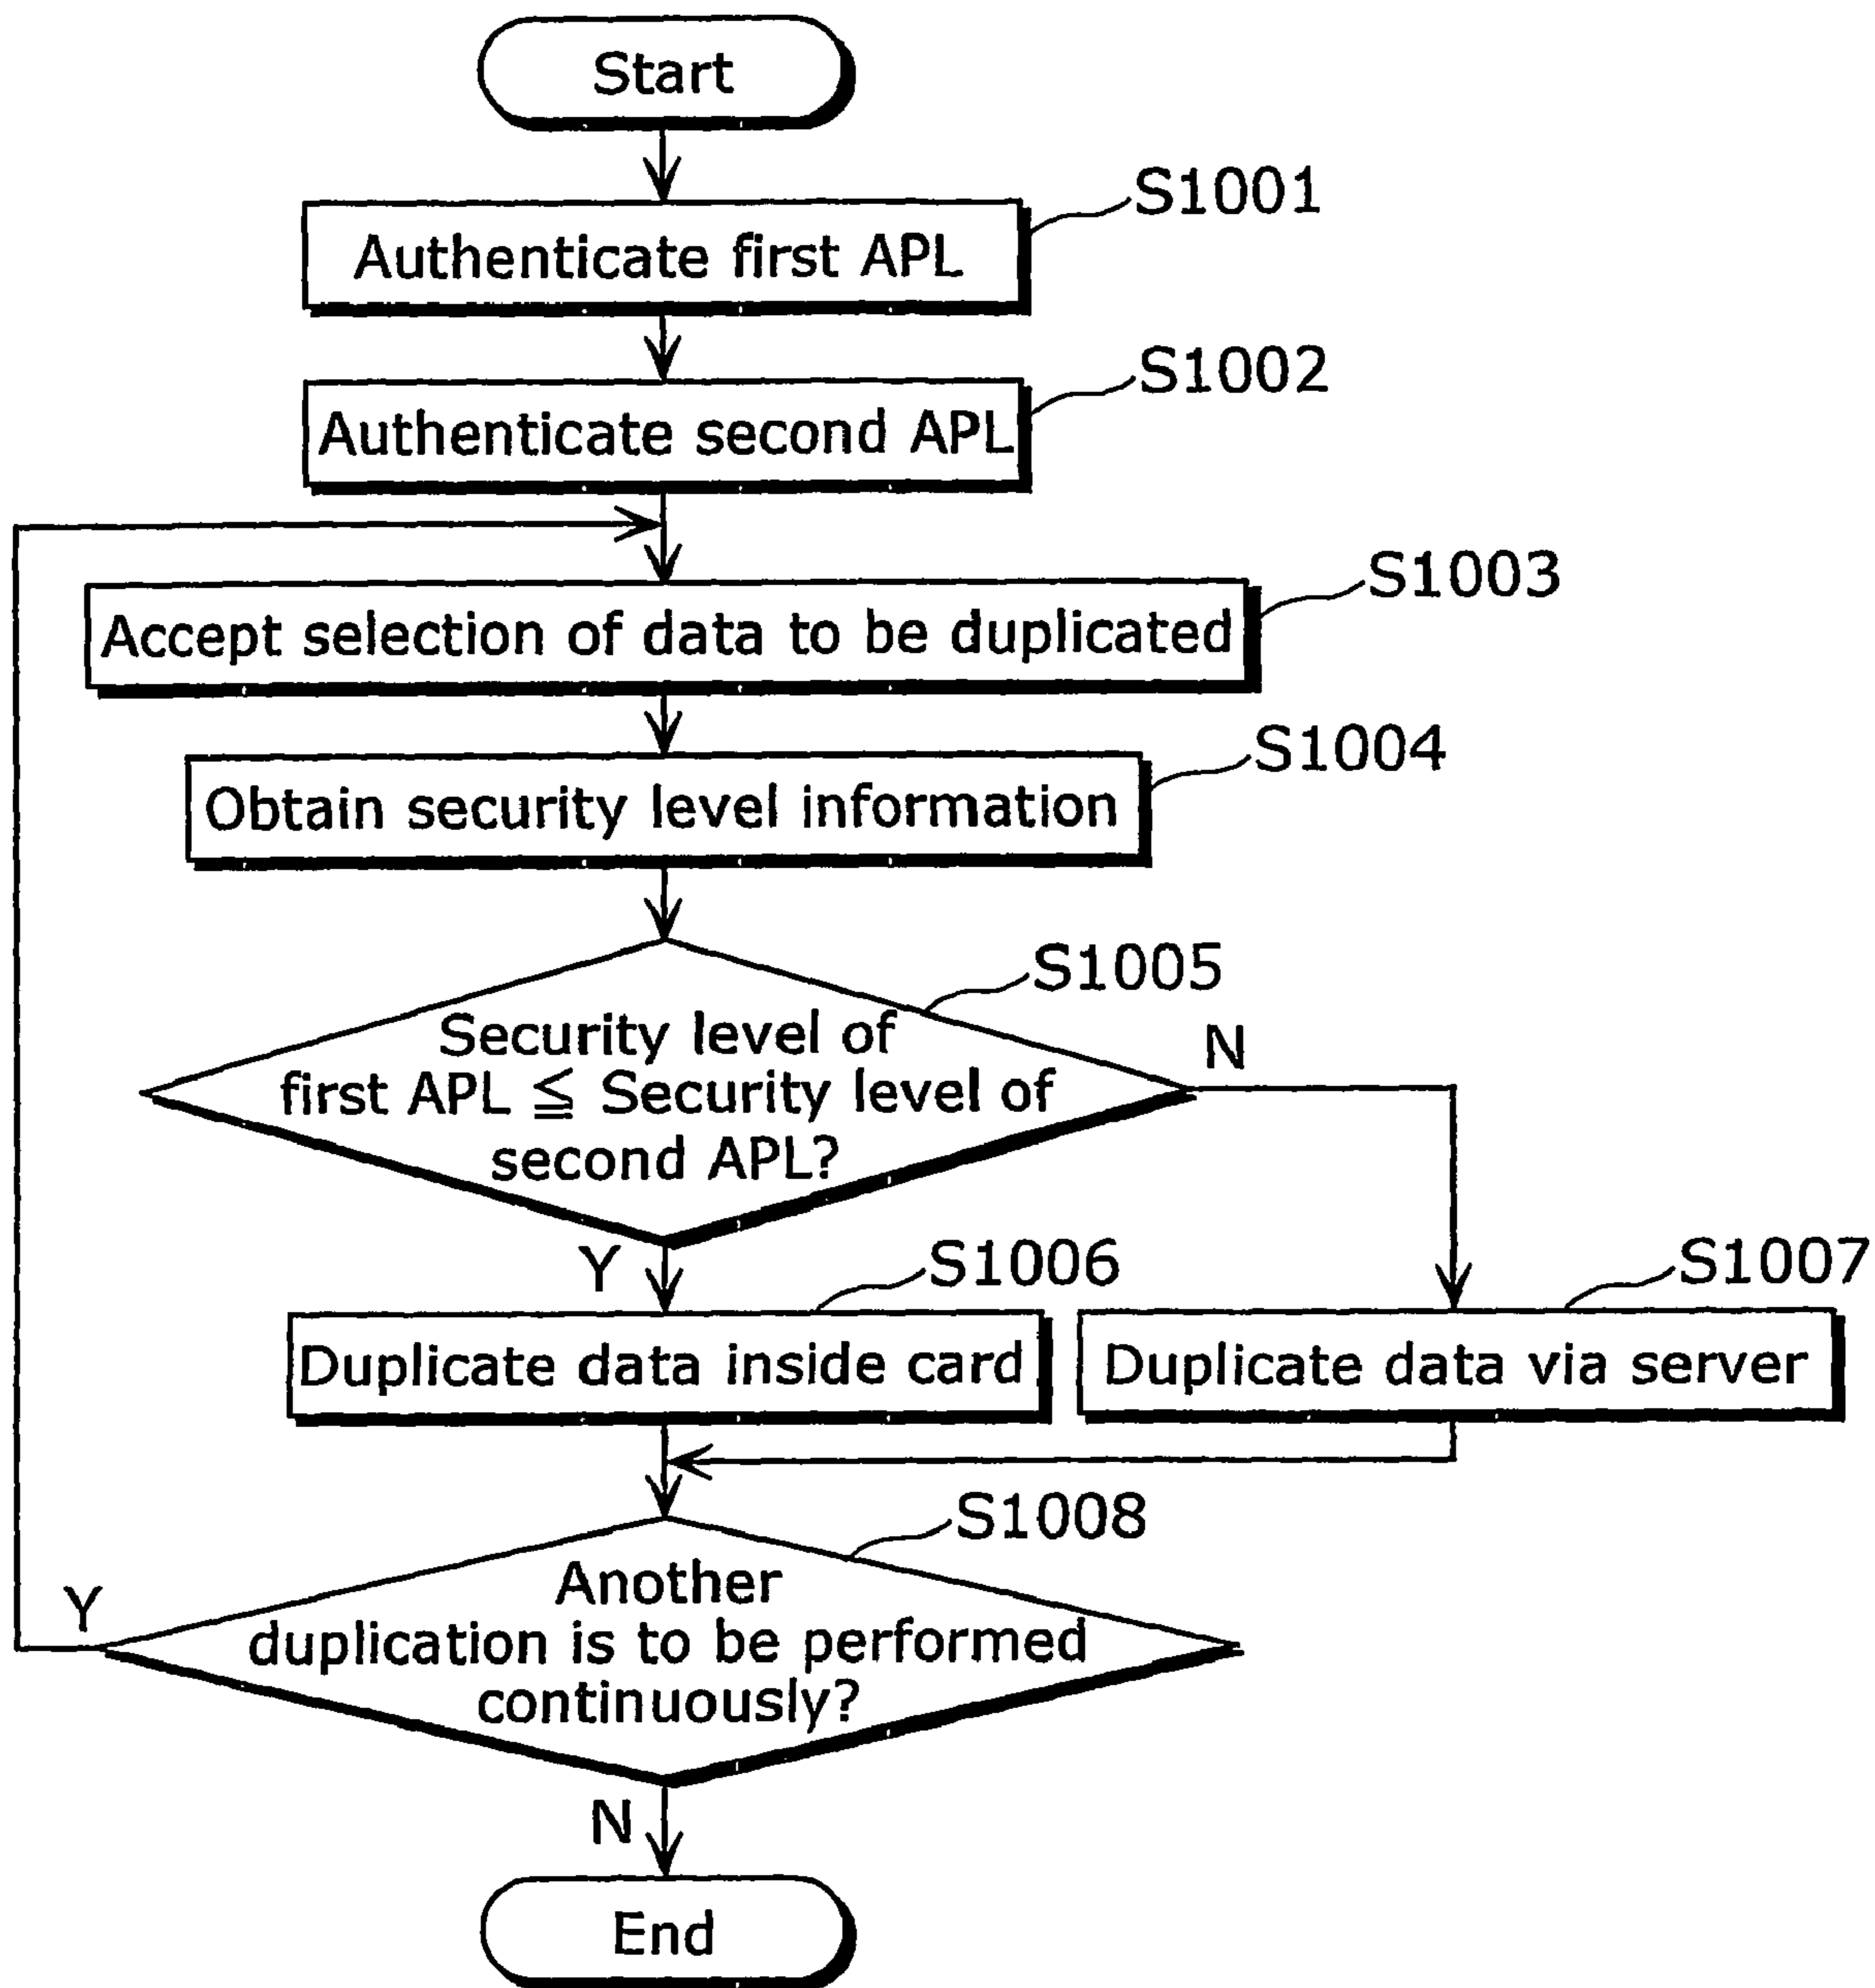 Start
S1001
Authenticate first APL
S1002
Authenticate second APL
S1003
Accept selection of data to be duplicated
S1004
Obtain security level information
S1005
Security level of
first APL ≦ Security level of
second APL?
N
Y
S1006
S1007
Duplicate data inside card
Duplicate data via server
S1008
Another
duplication is to be performed
continuously?
Y
N
End